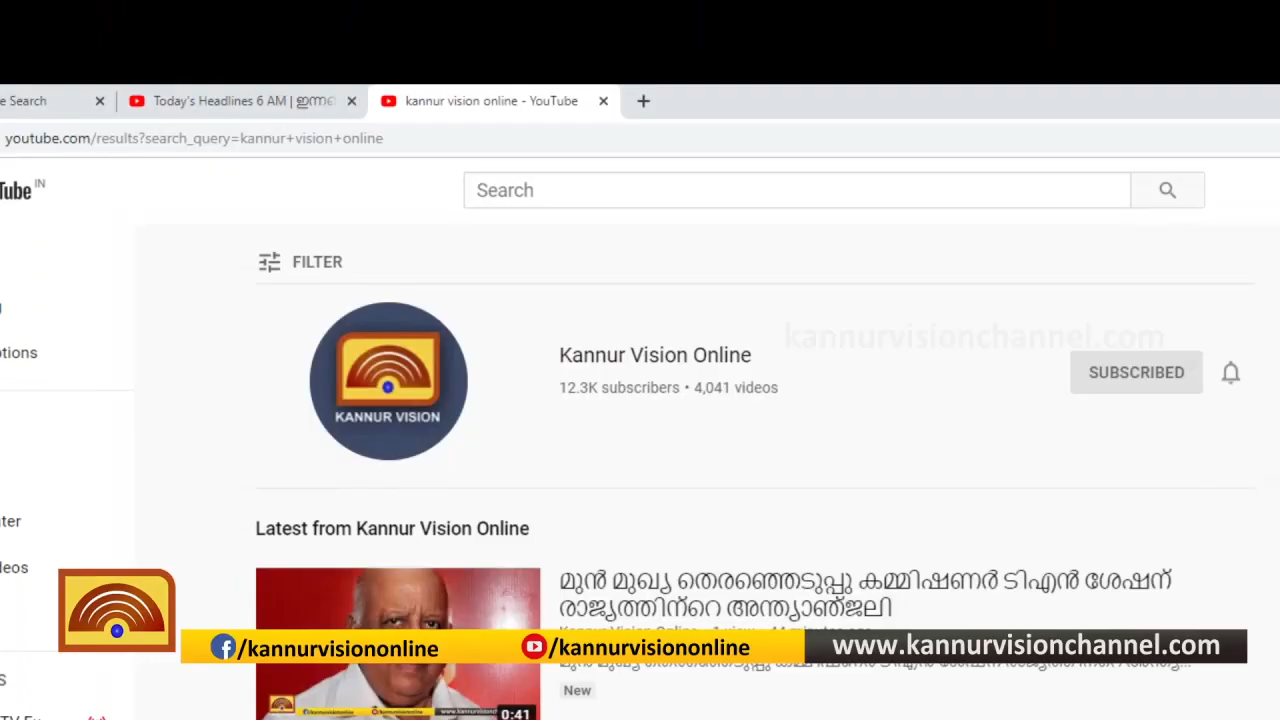 e Search
Today's Headlines 6 AM | ഇന്നെ
kannur vision online - YouTube
youtube.com/results?search_query=kannur+vision+online
Tube IN
Search
FILTER
kannurvisionchannel.com
Kannur Vision Online
12.3K subscribers • 4,041 videos
SUBSCRIBED
KANNUR VISION
ptions
Latest from Kannur Vision Online
ter
eos
മുൻ മുഖ്യ തെരഞ്ഞെടുപ്പു കമ്മിഷണർ ടിഎൻ ശേഷന്
രാജ്യത്തിന്റെ അന്ത്യാഞ്ജലി
/kannurvisiononline
/kannurvisiononline
www.kannurvisionchannel.com
New
0:41